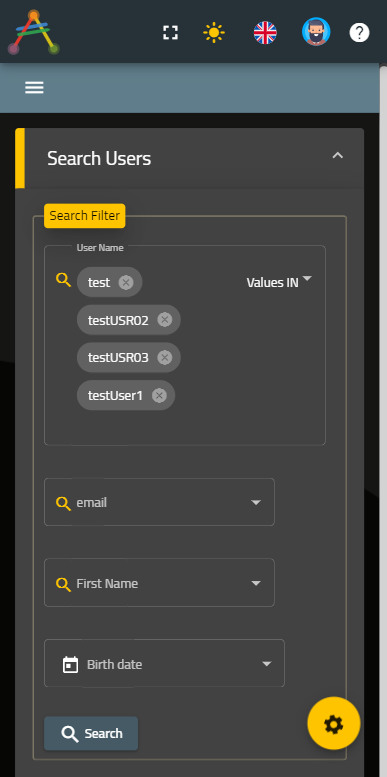 Search Users
Search Filter
User Name
test
Values IN
testUSR02
testUSR03
testUser1
email
First Name
Birth date
Search